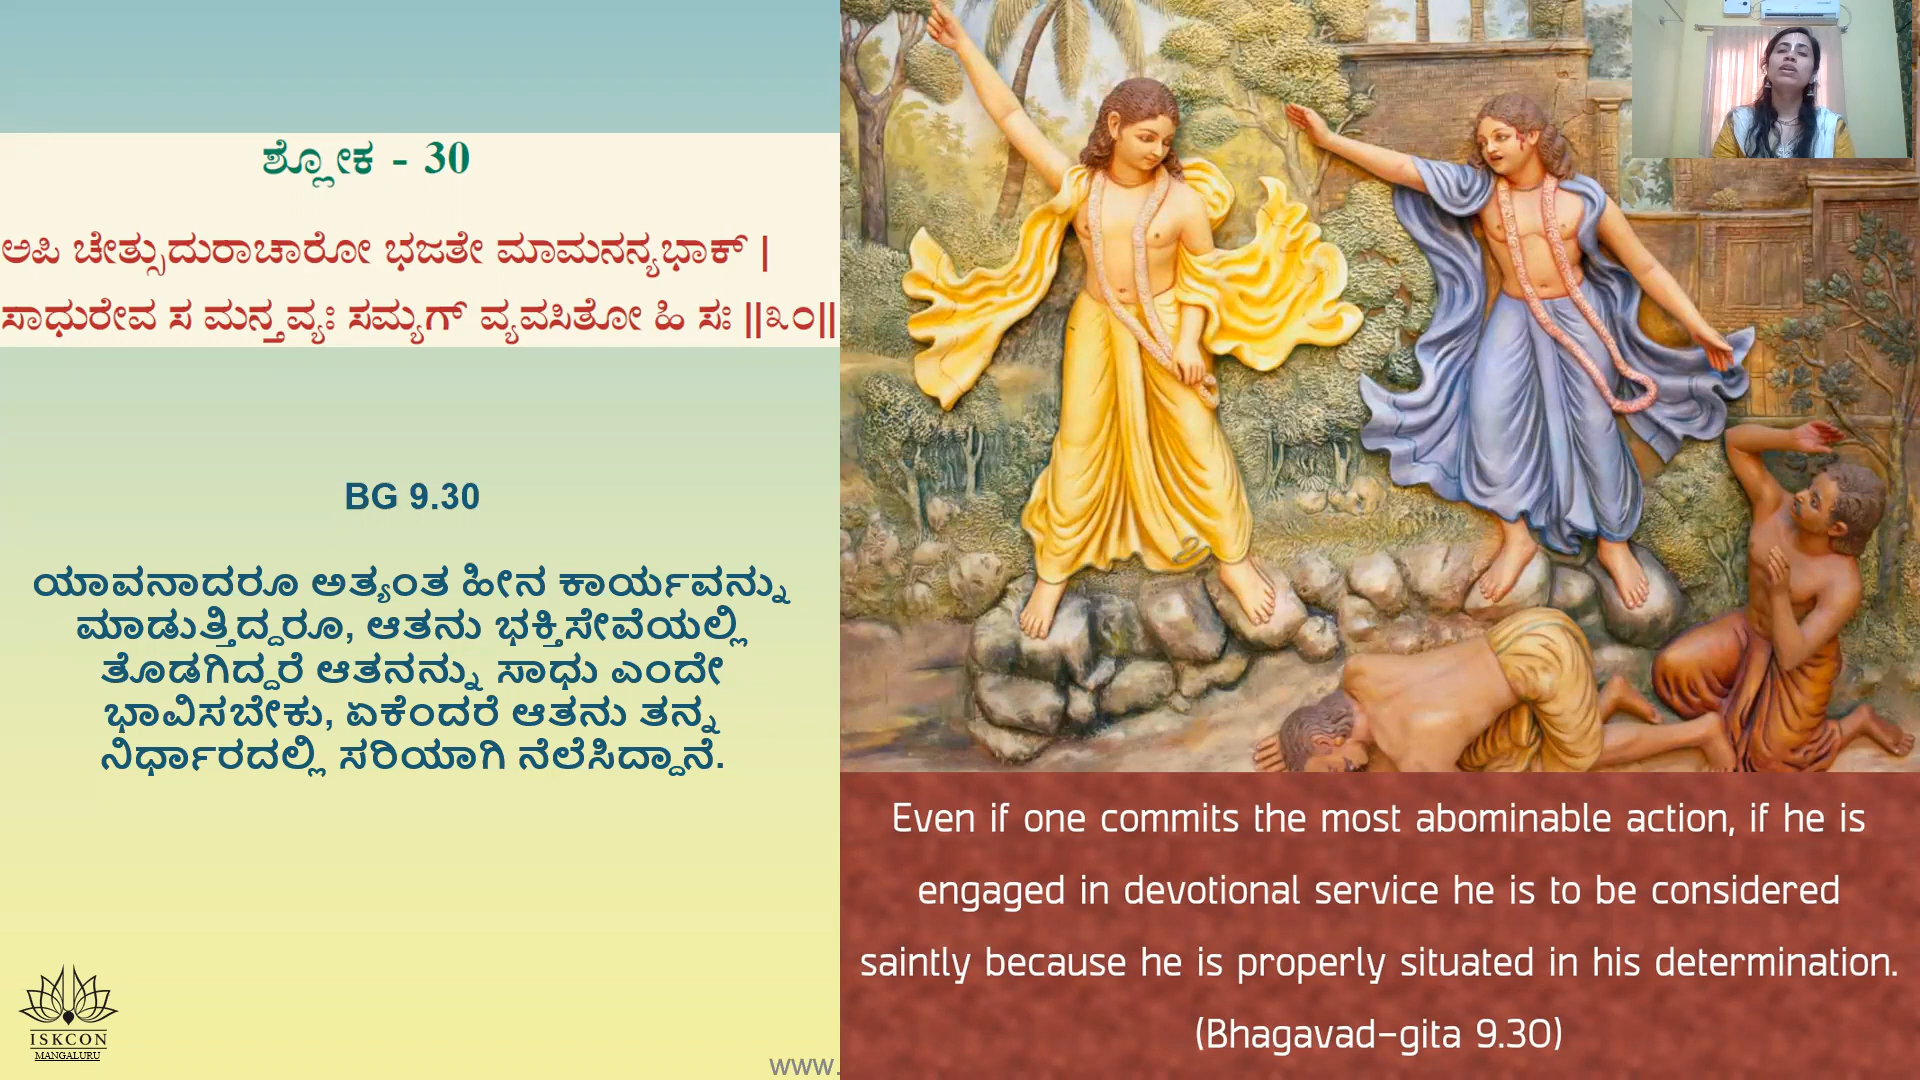 ಶ್ಲೋಕ - 30
ಅಪಿ ಚೇತ್ಸುದುರಾಚಾರೋ ಭಜತೇ ಮಾಮನನ್ಯಭಾಕ್ |
ಸಾಧುರೇವ ಸ ಮನ್ತವ್ಯಃ ಸಮ್ಯಗ್ ವ್ಯವಸಿತೋ ಹಿ ಸಃ ||೩೦||
BG 9.30
ಯಾವನಾದರೂ ಅತ್ಯಂತ ಹೀನ ಕಾರ್ಯವನ್ನು
ಮಾಡುತ್ತಿದ್ದರೂ, ಆತನು ಭಕ್ತಿಸೇವೆಯಲ್ಲಿ
ತೊಡಗಿದ್ದರೆ ಆತನನ್ನು ಸಾಧು ಎಂದೇ
ಭಾವಿಸಬೇಕು, ಏಕೆಂದರೆ ಆತನು ತನ್ನ
ನಿರ್ಧಾರದಲ್ಲಿ ಸರಿಯಾಗಿ ನೆಲೆಸಿದ್ದಾನೆ.
ISKCON
MANGALURU
www.
Even if one commits the most abominable action, if he is
engaged in devotional service he is to be considered
saintly because he is properly situated in his determination.
(Bhagavad-gita 9.30)